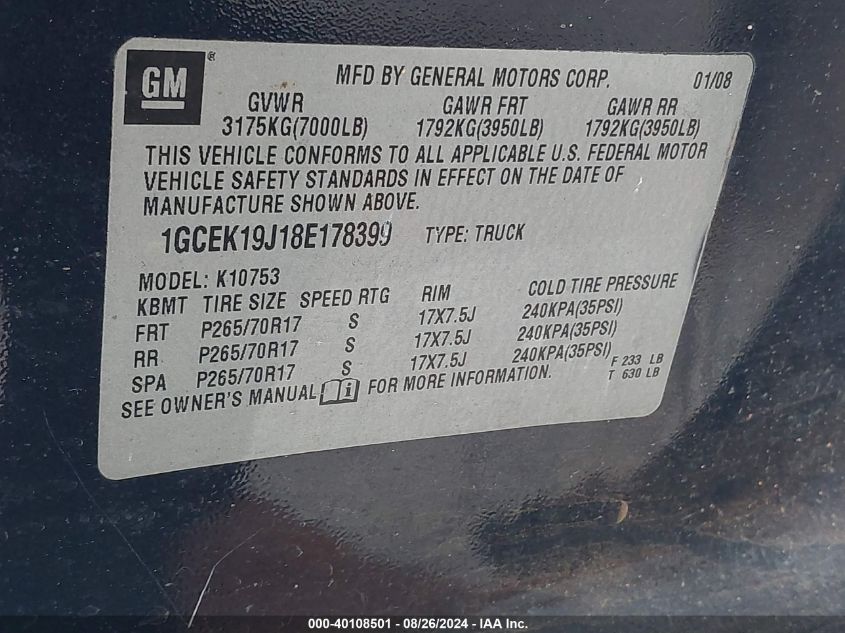 GM® MFD BY GENERAL MOTORS CORP. 01/08
GVWR GAWR FRT GAWR RR
3175KG(7000LB) 1792KG(3950LB) 1792KG(3950LB)
THIS VEHICLE CONFORMS TO ALL APPLICABLE U.S. FEDERAL MOTOR
VEHICLE SAFETY STANDARDS IN EFFECT ON THE DATE OF
MANUFACTURE SHOWN ABOVE.
1GCEK19J18E178399 TYPE: TRUCK
MODEL: K10753
KBMT TIRE SIZE SPEED RTG RIM COLD TIRE PRESSURE
FRT P265/70R17 S 17X7.5J 240KPA(35PSI)
RR P265/70R17 S 17X7.5J 240KPA(35PSI)
SPA P265/70R17 S 17X7.5J 240KPA(35PSI)
F 233 LB
T 630 LB
SEE OWNER'S MANUAL FOR MORE INFORMATION.
000-40108501 - 08/26/2024 - IAA Inc.